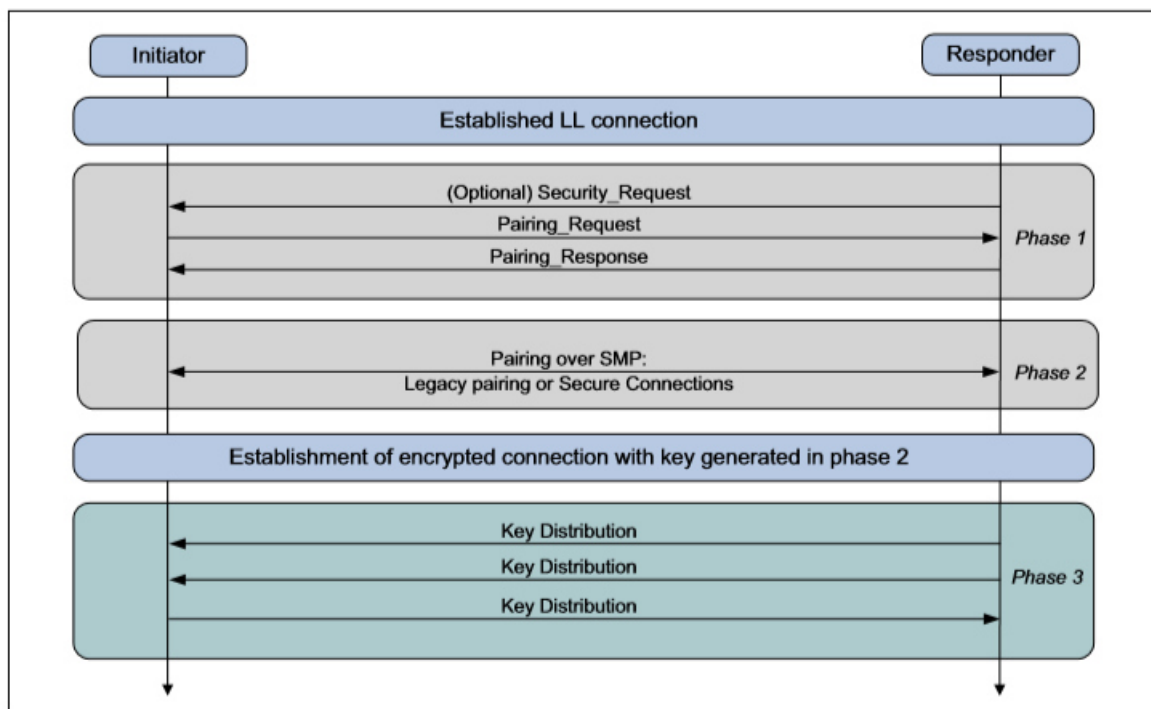 Initiator
Responder
Established LL connection
(Optional) Security_Request
Pairing_Request
Phase 1
Pairing_Response
Pairing over SMP:
Phase 2
Legacy pairing or Secure Connections
Establishment of encrypted connection with key generated in phase 2
Key Distribution
Key Distribution
Phase 3
Key Distribution